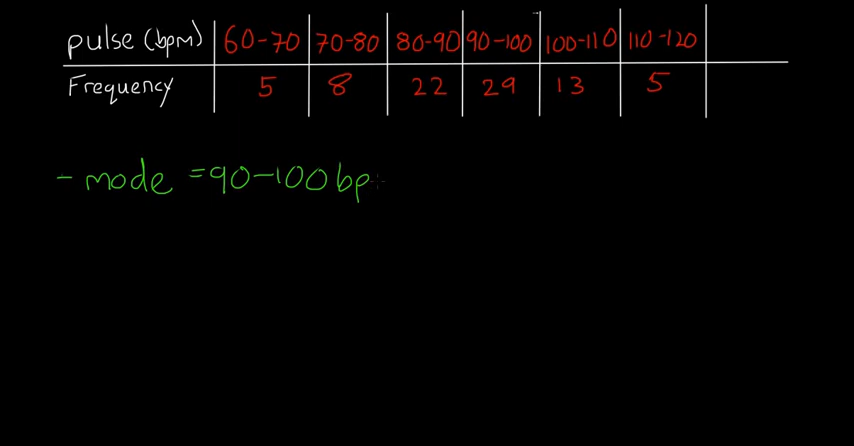 pulse (bpm) 60-70 70-80 80-90 90-100 100-110 110-120
Frequency 5 8 22 29 13 5
- mode = 90-100 bp